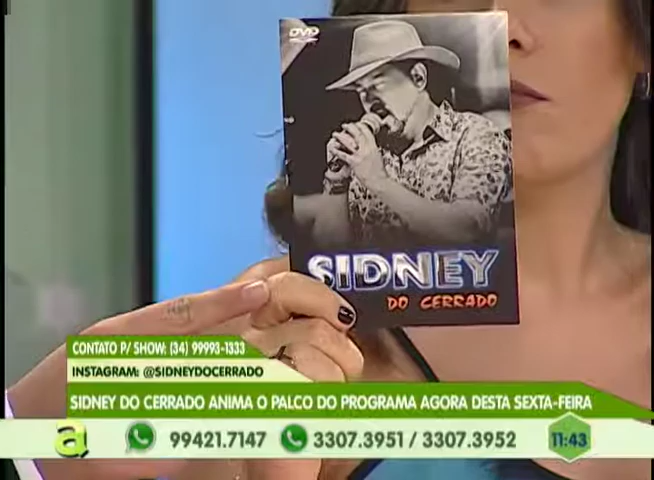 DVD
SIDNEY
DO CERRADO
CONTATO P/ SHOW: (34) 99993-1333
INSTAGRAM: @SIDNEYDOCERRADO
SIDNEY DO CERRADO ANIMA O PALCO DO PROGRAMA AGORA DESTA SEXTA-FEIRA
a 99421.7147 3307.3951 / 3307.3952 11:43